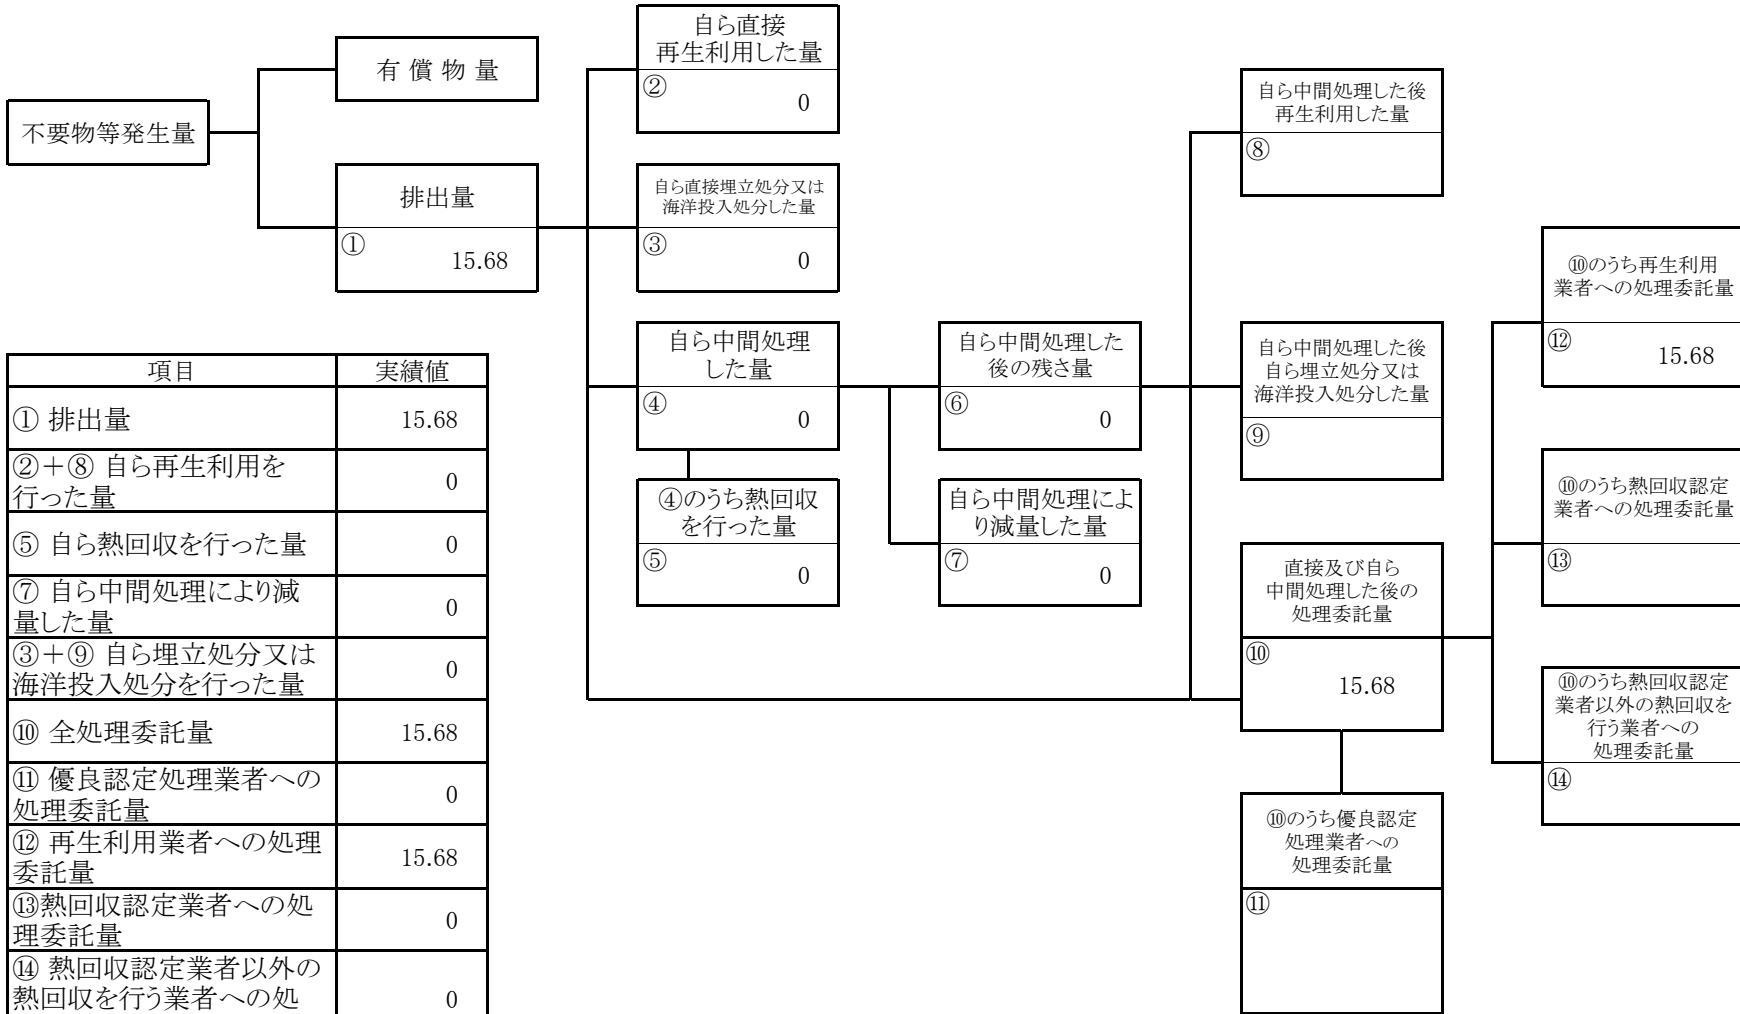 不要物等発生量
有 償 物 量
排出量
①
15.68
自ら直接
再生利用した量
②
0
自ら直接埋立処分又は
海洋投入処分した量
③
0
自ら中間処理
した量
④
0
④のうち熱回収
を行った量
⑤
0
自ら中間処理した
後の残さ量
⑥
0
自ら中間処理によ
り減量した量
⑦
0
自ら中間処理した後
再生利用した量
⑧
自ら中間処理した後
自ら埋立処分又は
海洋投入処分した量
⑨
直接及び自ら
中間処理した後の
処理委託量
⑩
15.68
⑩のうち優良認定
処理業者への
処理委託量
⑪
⑩のうち再生利用
業者への処理委託量
⑫
15.68
⑩のうち熱回収認定
業者への処理委託量
⑬
⑩のうち熱回収認定
業者以外の熱回収を
行う業者への
処理委託量
⑭
項目 実績値
① 排出量 15.68
②＋⑧ 自ら再生利用を
行った量 0
⑤ 自ら熱回収を行った量 0
⑦ 自ら中間処理により減
量した量 0
③＋⑨ 自ら埋立処分又は
海洋投入処分を行った量 0
⑩ 全処理委託量 15.68
⑪ 優良認定処理業者への
処理委託量 0
⑫ 再生利用業者への処理
委託量 15.68
⑬熱回収認定業者への処
理委託量 0
⑭ 熱回収認定業者以外の
熱回収を行う業者への処 0